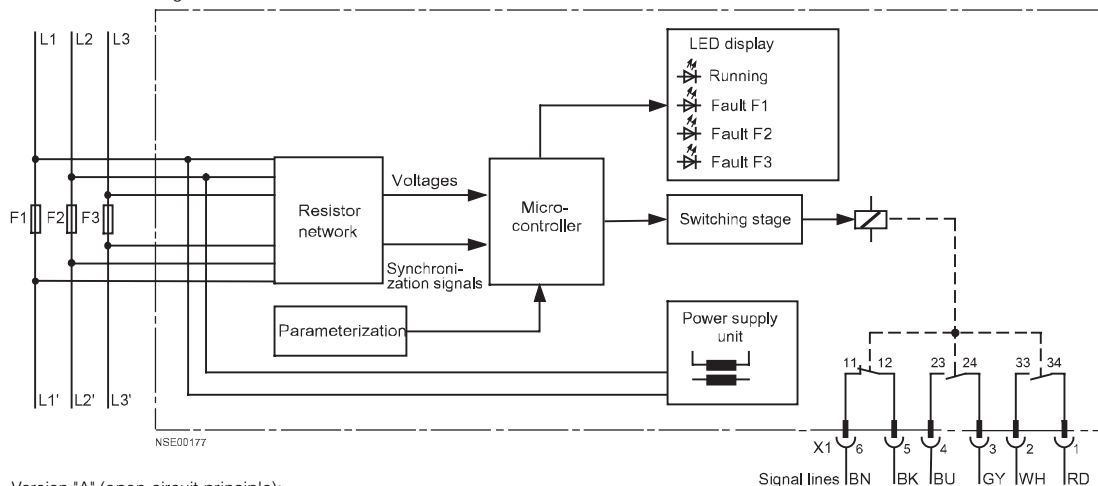 L1 L2 L3
LED display
Running
Fault F1
Fault F2
Fault F3
F1 F2 F3
Resistor
network
Voltages
Synchroni-
zation signals
Micro-
controller
Switching stage
Parameterization
Power supply
unit
11 12 23 24 33 34
L1' L2' L3'
NSE00177
X1 6 5 4 3 2 1
Signal lines BN BK BU GY WH RD